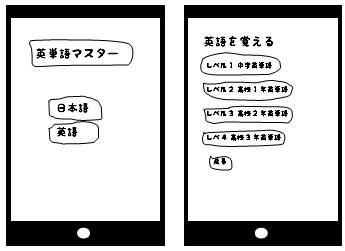 英単語マスター
日本語
英語
英語を覚える
レベル１ 中学英単語
レベル２ 高校１年英単語
レベル３ 高校２年英単語
レベル４ 高校３年英単語
戻る